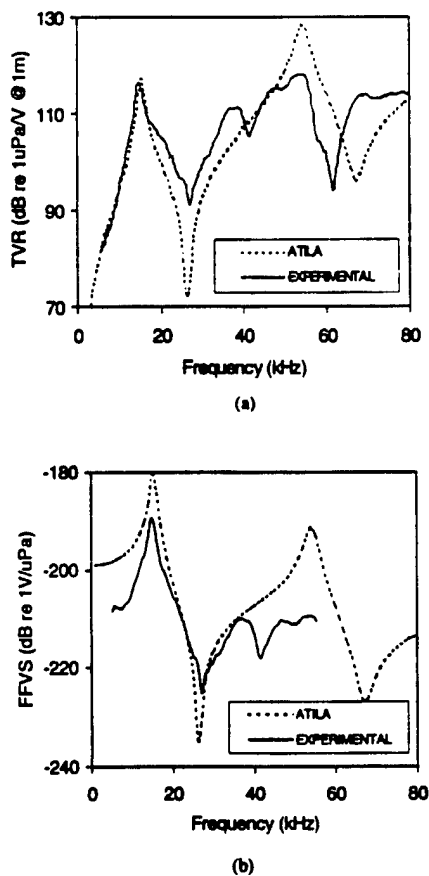 130
110
90
70
TVR (dB re 1uPa/V @ 1m)
ATILA
EXPERIMENTAL
0 20 40 60 80
Frequency (kHz)
(a)
-180
-200
-220
-240
FFVS (dB re 1V/uPa)
ATILA
EXPERIMENTAL
0 20 40 60 80
Frequency (kHz)
(b)